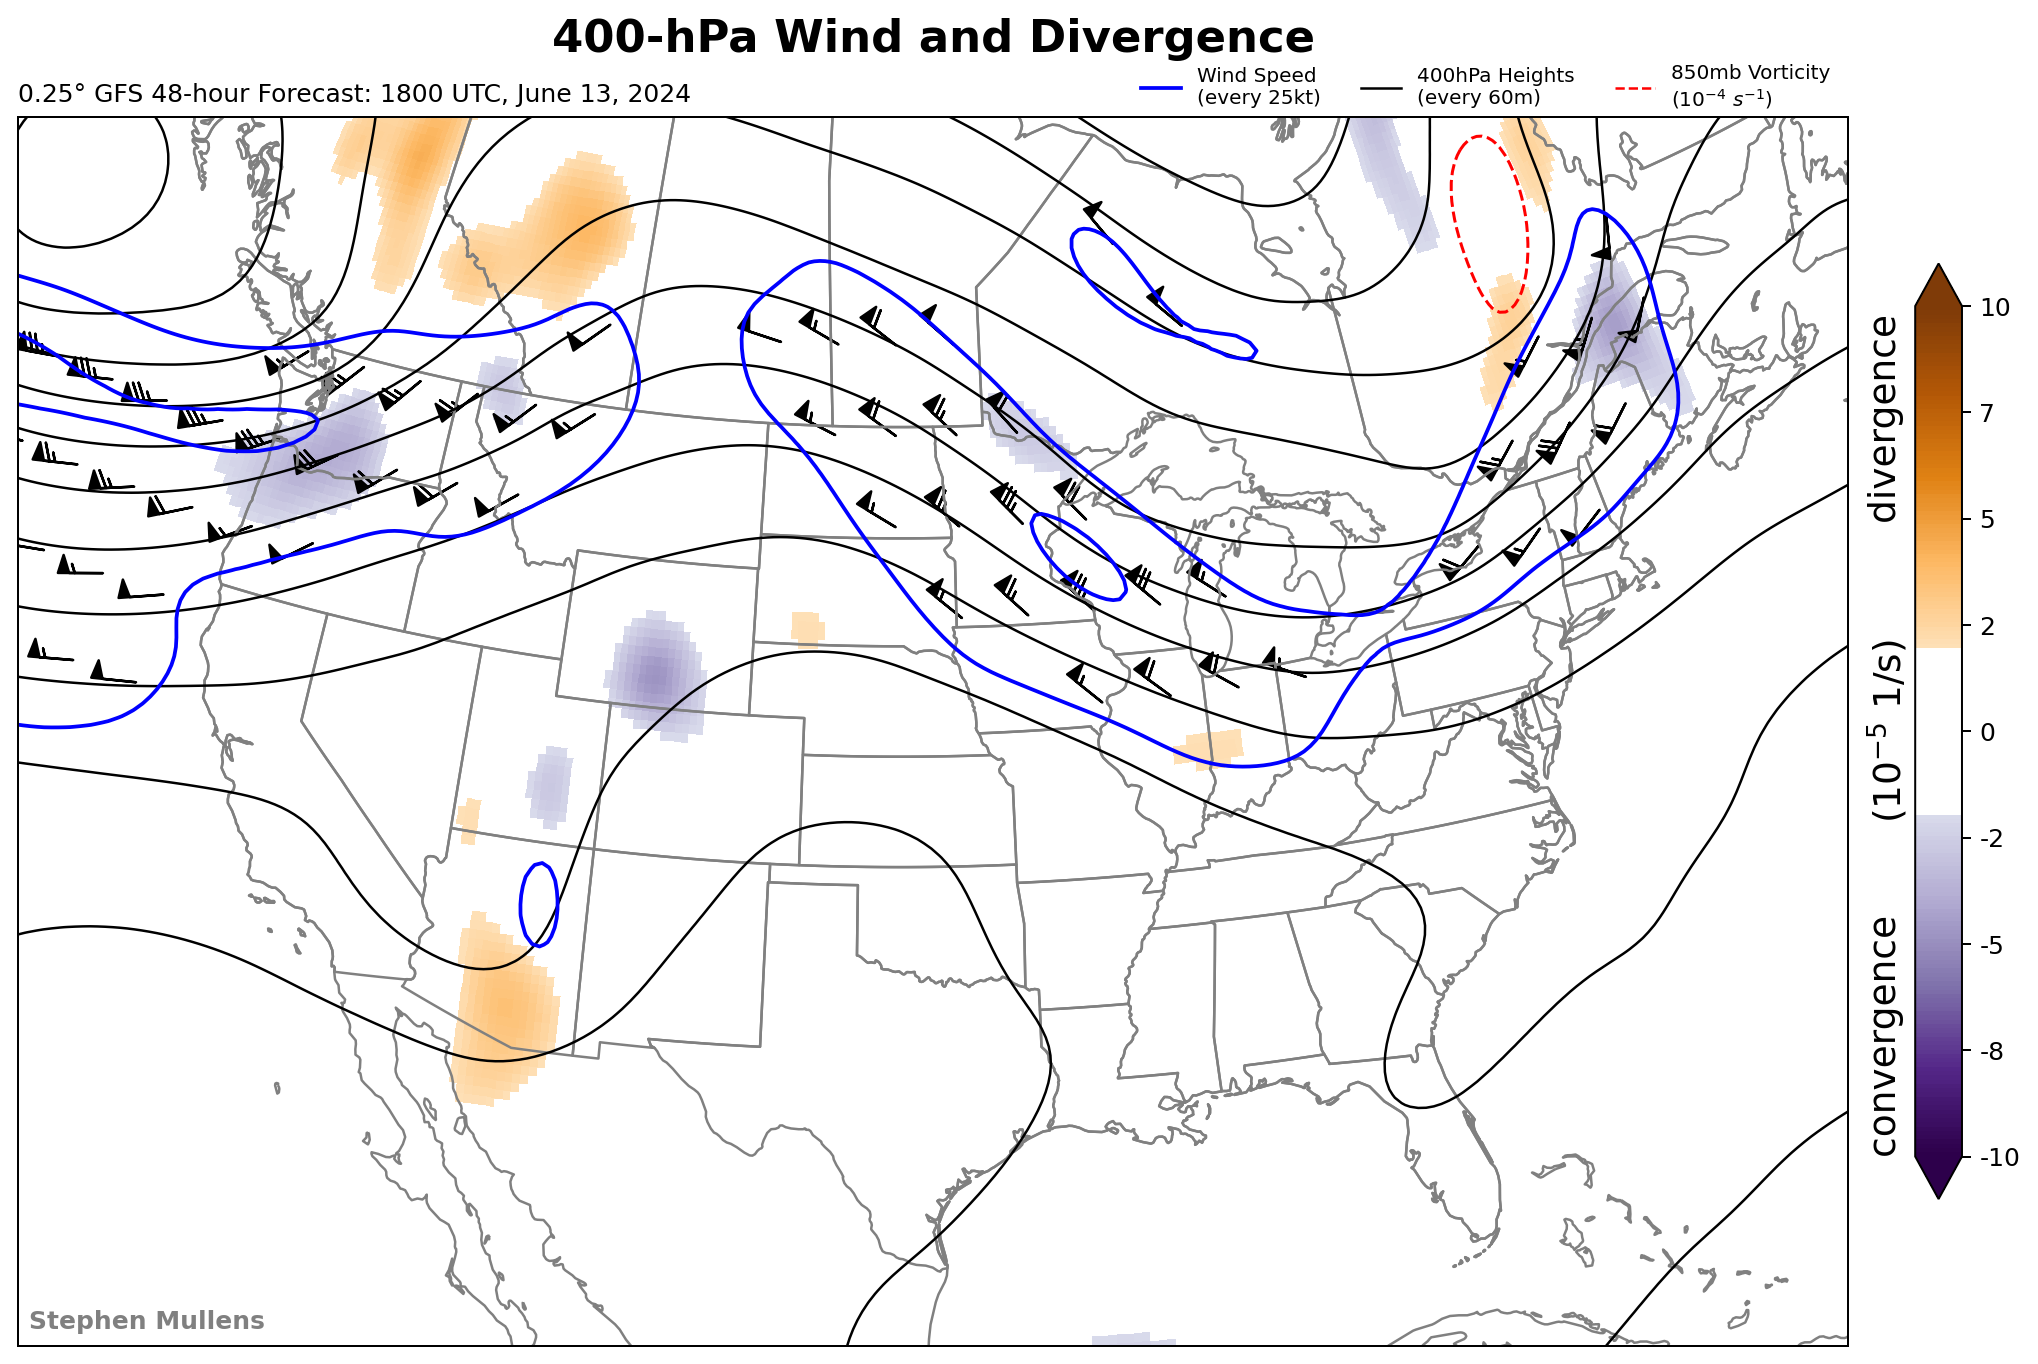 400-hPa Wind and Divergence
0.25° GFS 48-hour Forecast: 1800 UTC, June 13, 2024
Wind Speed
(every 25kt)
400hPa Heights
(every 60m)
850mb Vorticity
(10⁻⁴ s⁻¹)
10
7
5
2
0
-2
-5
-8
-10
convergence (10⁻⁵ 1/s) divergence
Stephen Mullens